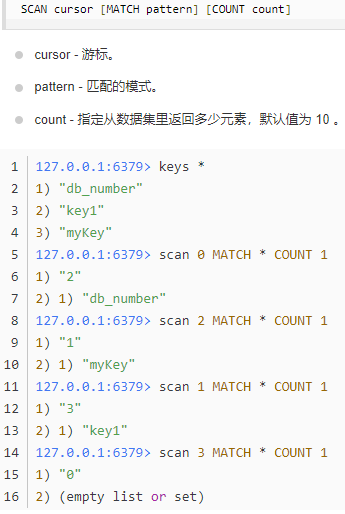 SCAN cursor [MATCH pattern] [COUNT count]
cursor - 游标。
pattern - 匹配的模式。
count - 指定从数据集里返回多少元素，默认值为 10 。
1 127.0.0.1:6379> keys *
2 1) "db_number"
3 2) "key1"
4 3) "myKey"
5 127.0.0.1:6379> scan 0 MATCH * COUNT 1
6 1) "2"
7 2) 1) "db_number"
8 127.0.0.1:6379> scan 2 MATCH * COUNT 1
9 1) "1"
10 2) 1) "myKey"
11 127.0.0.1:6379> scan 1 MATCH * COUNT 1
12 1) "3"
13 2) 1) "key1"
14 127.0.0.1:6379> scan 3 MATCH * COUNT 1
15 1) "0"
16 2) (empty list or set)